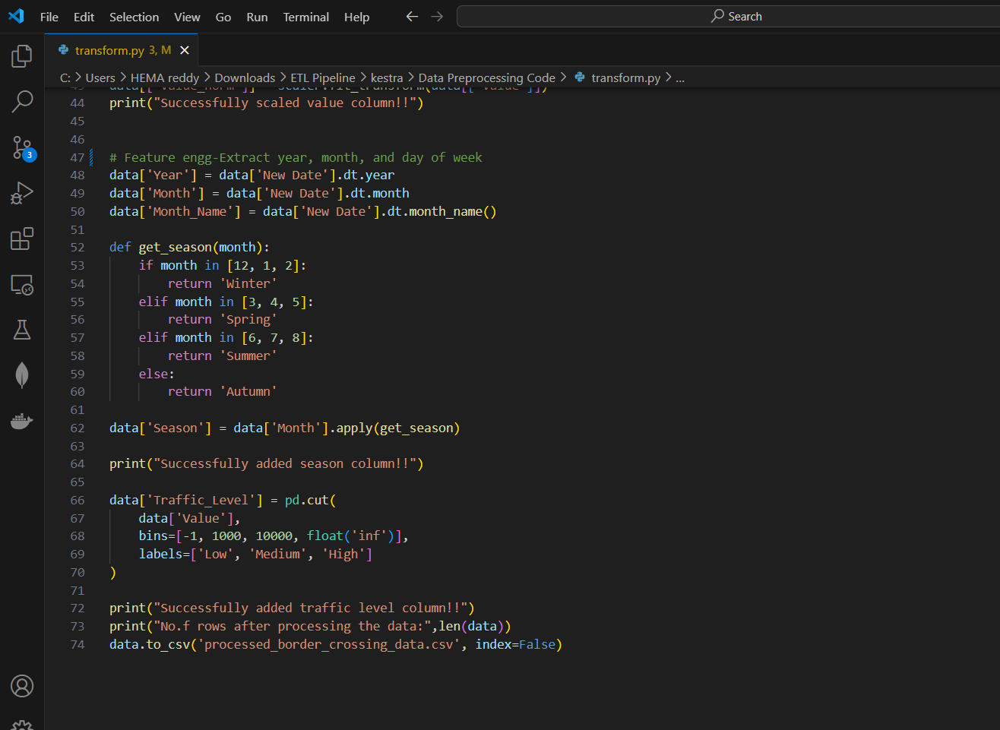 File Edit Selection View Go Run Terminal Help Search
transform.py 3, M
C: > Users > HEMA reddy > Downloads > ETL Pipeline > kestra > Data Preprocessing Code > transform.py > ...
3
44 print("Successfully scaled value column!!")
45
46
47 # Feature engg-Extract year, month, and day of week
48 data['Year'] = data['New Date'].dt.year
49 data['Month'] = data['New Date'].dt.month
50 data['Month_Name'] = data['New Date'].dt.month_name()
51
52 def get_season(month):
53     if month in [12, 1, 2]:
54         return 'Winter'
55     elif month in [3, 4, 5]:
56         return 'Spring'
57     elif month in [6, 7, 8]:
58         return 'Summer'
59     else:
60         return 'Autumn'
61
62 data['Season'] = data['Month'].apply(get_season)
63
64 print("Successfully added season column!!")
65
66 data['Traffic_Level'] = pd.cut(
67     data['Value'],
68     bins=[-1, 1000, 10000, float('inf')],
69     labels=['Low', 'Medium', 'High']
70 )
71
72 print("Successfully added traffic level column!!")
73 print("No.f rows after processing the data:",len(data))
74 data.to_csv('processed_border_crossing_data.csv', index=False)